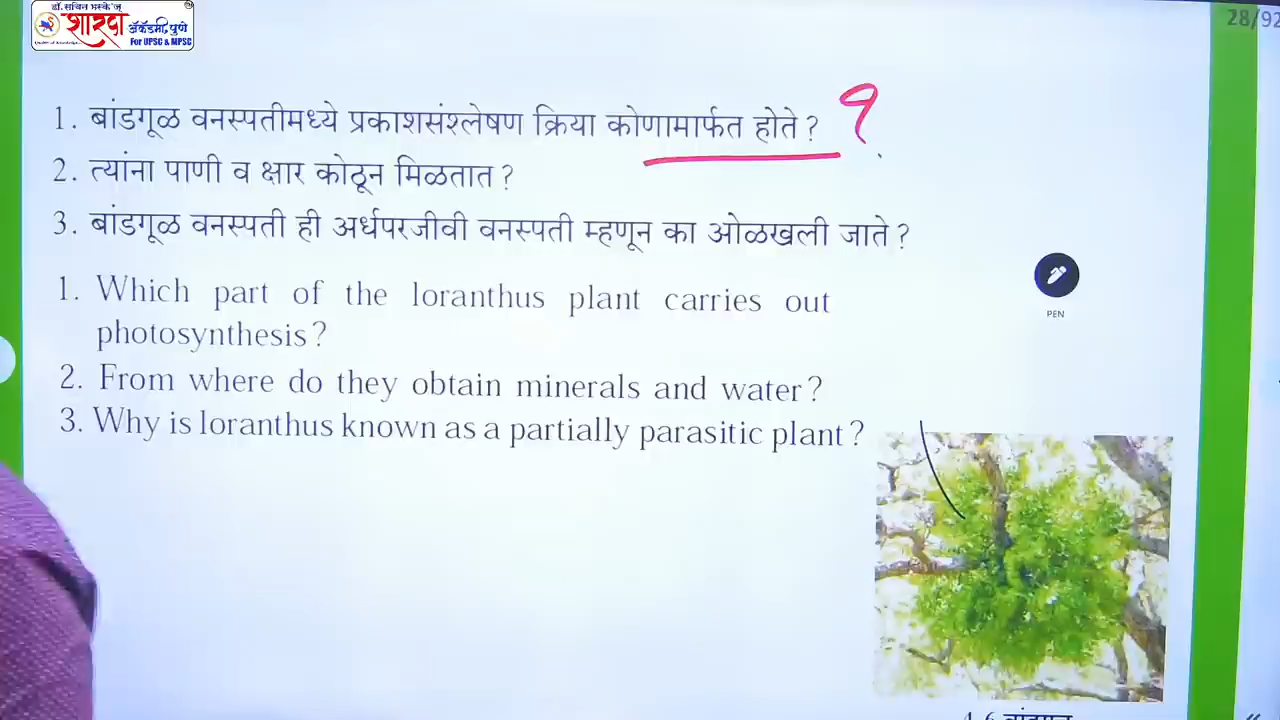 डॉ. सचिन भस्के'ज्
शारदा
अ‍ॅकॅडमी, पुणे
For UPSC & MPSC
28/92
1. बांडगूळ वनस्पतीमध्ये प्रकाशसंश्लेषण क्रिया कोणामार्फत होते ?
2. त्यांना पाणी व क्षार कोठून मिळतात ?
3. बांडगूळ वनस्पती ही अर्धपरजीवी वनस्पती म्हणून का ओळखली जाते ?
1. Which part of the loranthus plant carries out
photosynthesis?
2. From where do they obtain minerals and water?
3. Why is loranthus known as a partially parasitic plant?
PEN